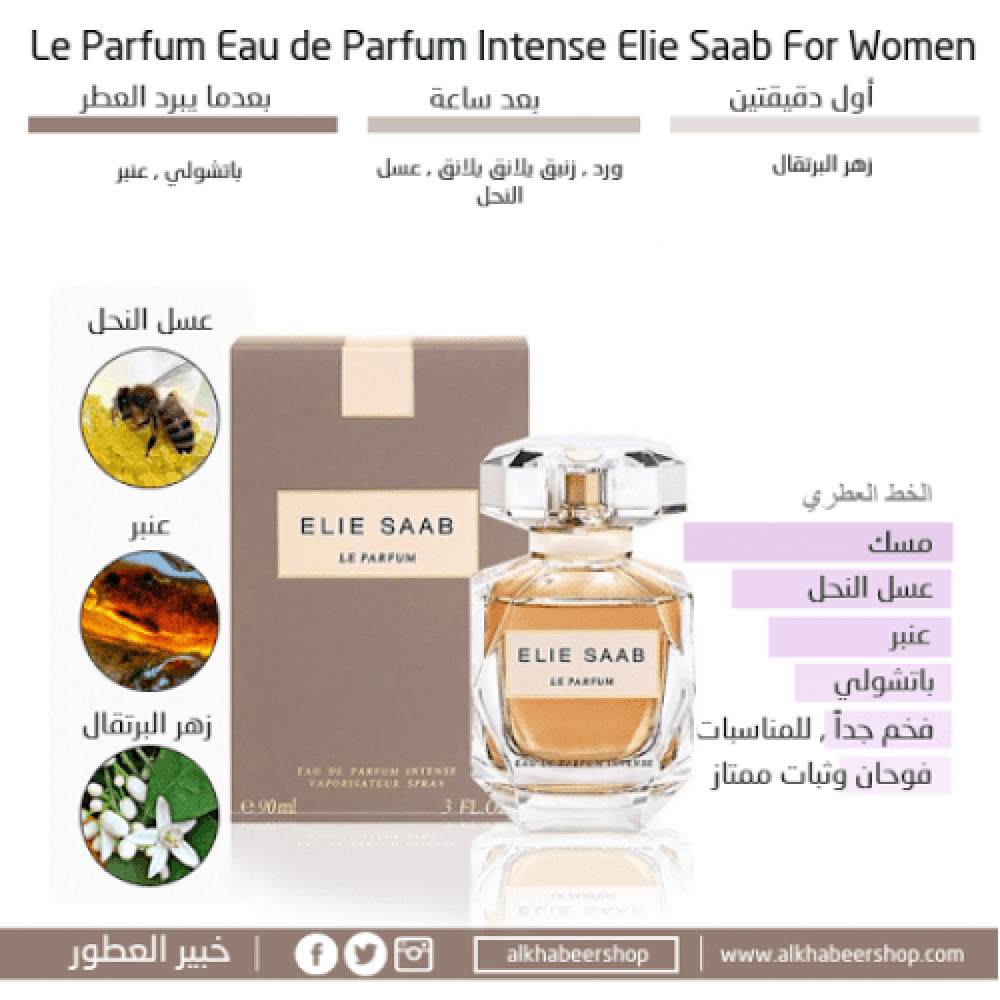 Le Parfum Eau de Parfum Intense Elie Saab For Women
أول دقيقتين
زهر البرتقال
بعد ساعة
ورد , زنبق يلانق يلانق , عسل
النحل
بعدما يبرد العطر
باتشولي , عنبر
عسل النحل
عنبر
زهر البرتقال
ELIE SAAB
LE PARFUM
EAU DE PARFUM INTENSE
VAPORISATEUR SPRAY
e 90ml
3 FL.O
ELIE SAAB
LE PARFUM
EAU DE PARFUM INTENSE
الخط العطري
مسك
عسل النحل
عنبر
باتشولي
فخم جداً , للمناسبات
فوحان وثبات ممتاز
خبير العطور
alkhabeershop
www.alkhabeershop.com